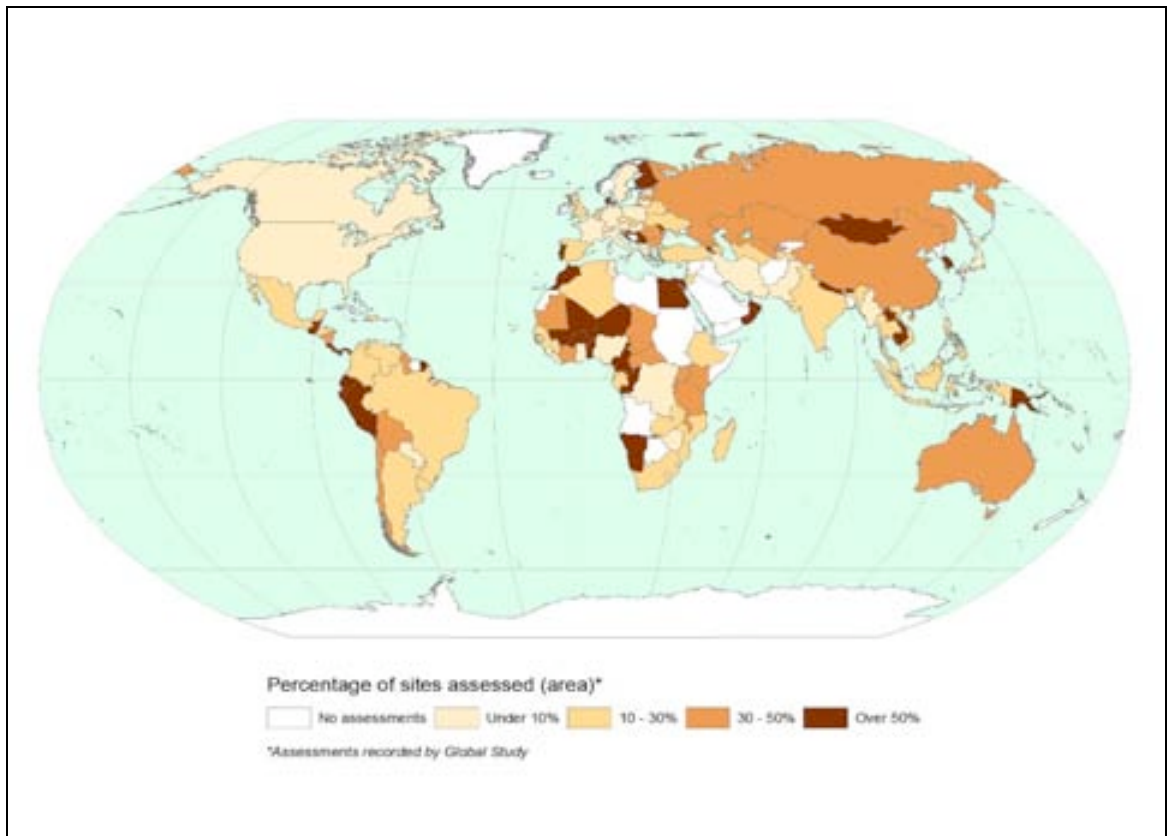 Percentage of sites assessed (area)*
No assessments Under 10% 10 - 30% 30 - 50% Over 50%
*Assessments recorded by Global Study